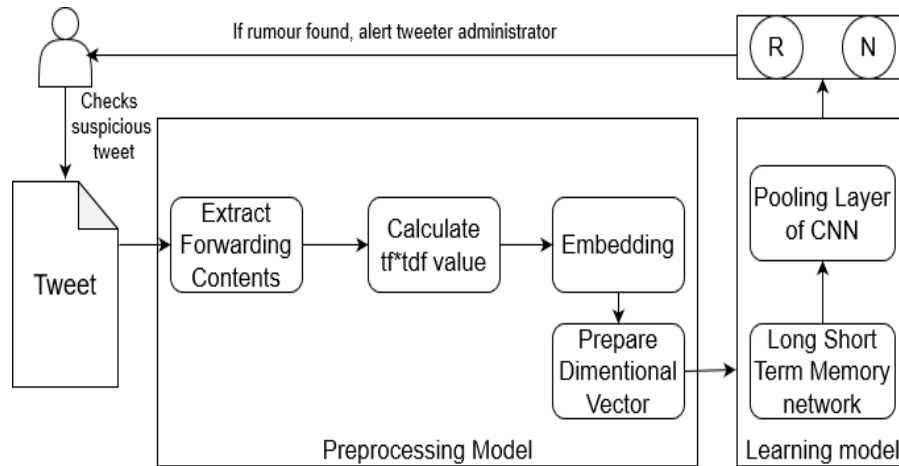 If rumour found, alert tweeter administrator
R
N
Checks
suspicious
tweet
Tweet
Extract
Forwarding
Contents
Calculate
tf*tdf value
Embedding
Prepare
Dimentional
Vector
Preprocessing Model
Pooling Layer
of CNN
Long Short
Term Memory
network
Learning model